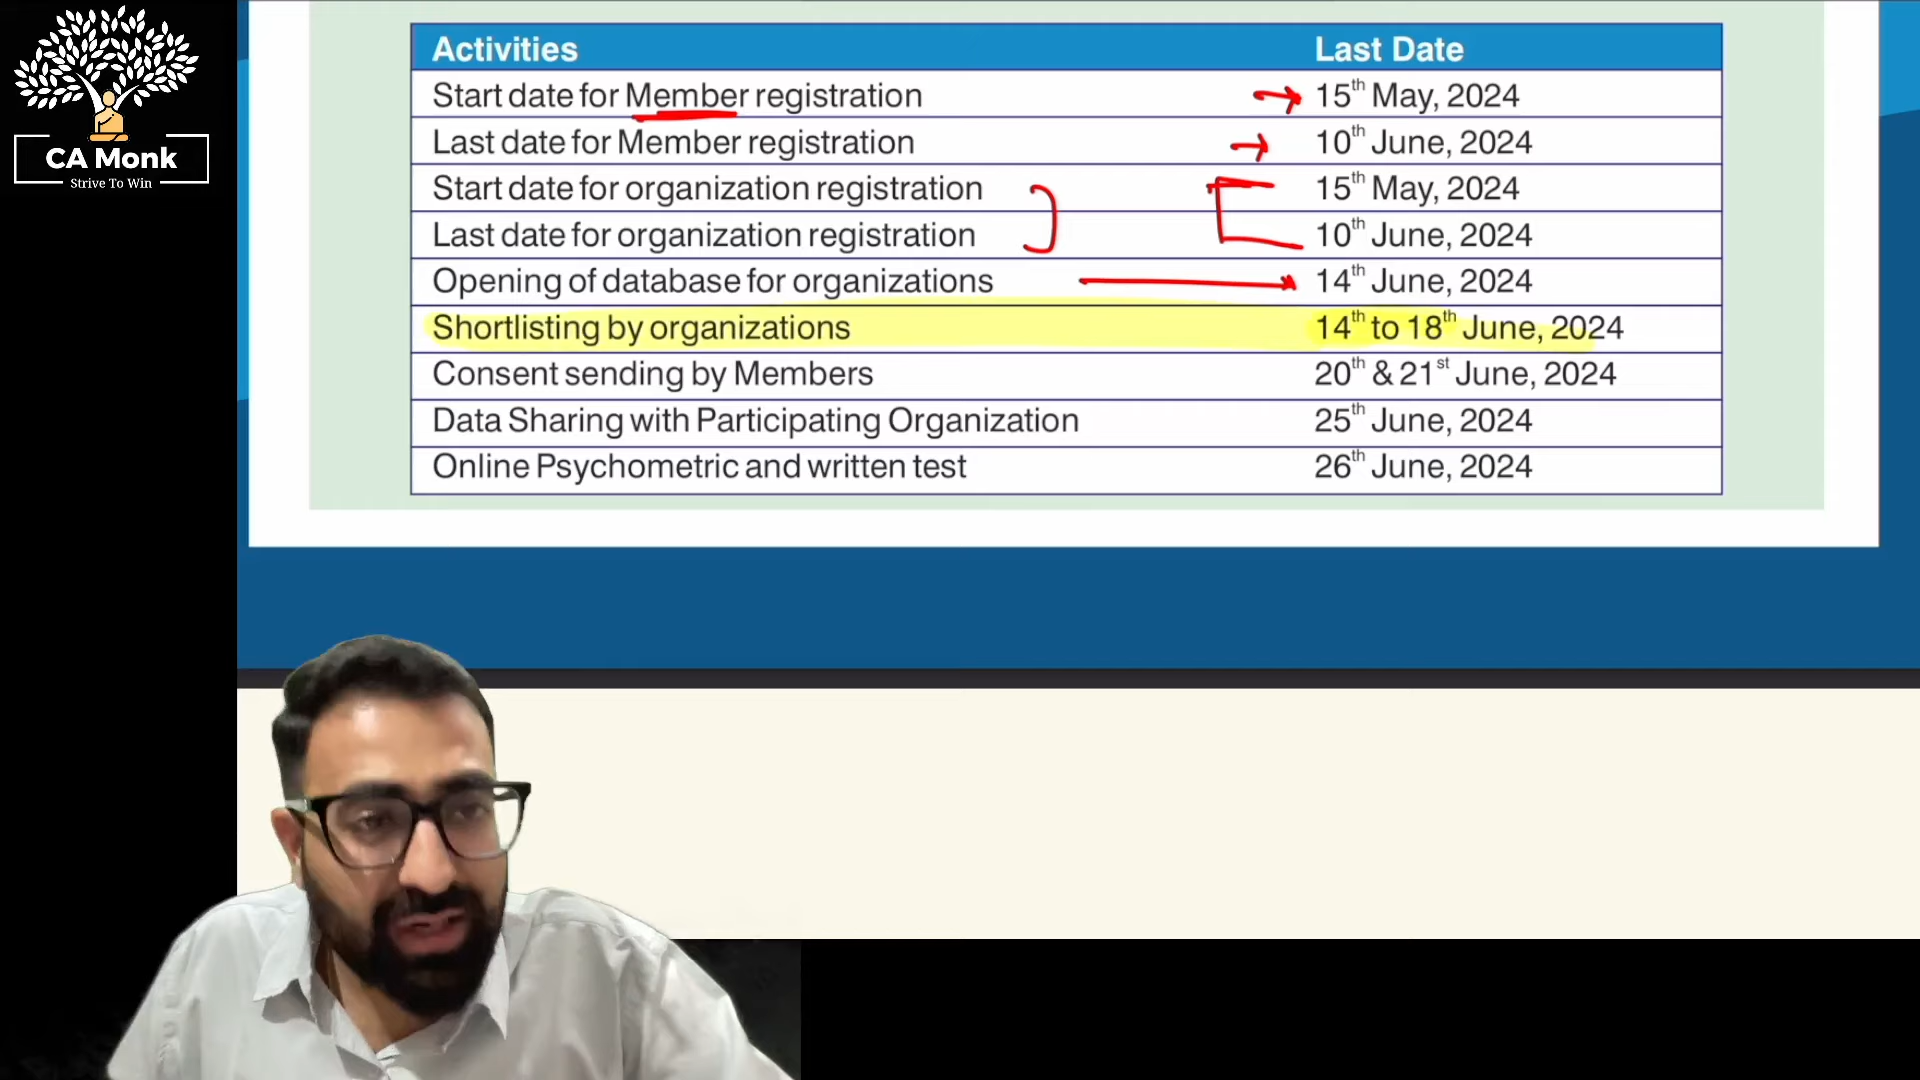 CA Monk
Strive To Win
Activities Last Date
Start date for Member registration 15th May, 2024
Last date for Member registration 10th June, 2024
Start date for organization registration 15th May, 2024
Last date for organization registration 10th June, 2024
Opening of database for organizations 14th June, 2024
Shortlisting by organizations 14th to 18th June, 2024
Consent sending by Members 20th & 21st June, 2024
Data Sharing with Participating Organization 25th June, 2024
Online Psychometric and written test 26th June, 2024